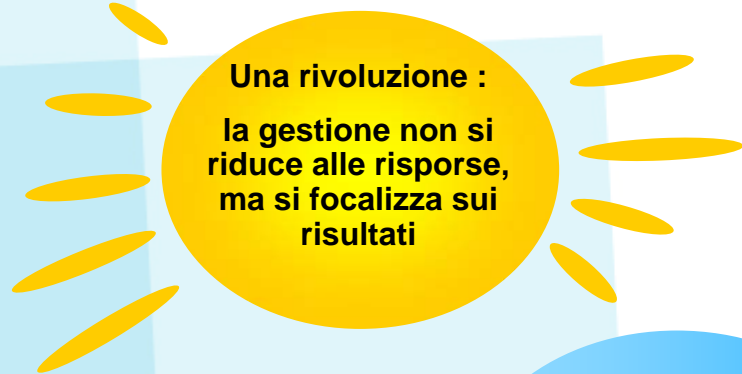 Una rivoluzione :
la gestione non si
riduce alle risporse,
ma si focalizza sui
risultati